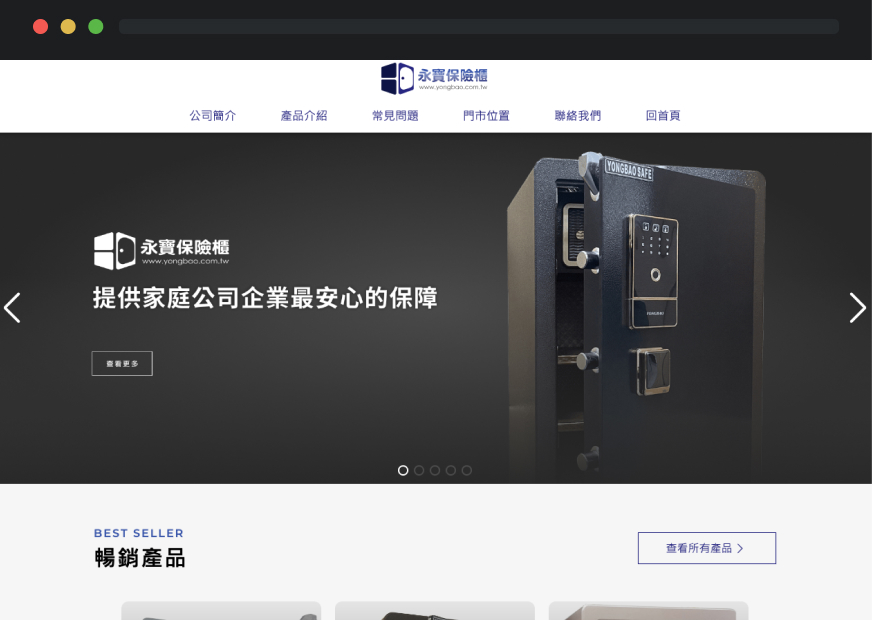 永寶保險櫃
www.yongbao.com.tw
公司簡介
產品介紹
常見問題
門市位置
聯絡我們
回首頁
YONGBAO SAFE
永寶保險櫃
www.yongbao.com.tw
提供家庭公司企業最安心的保障
查看更多
BEST SELLER
暢銷產品
查看所有產品 >